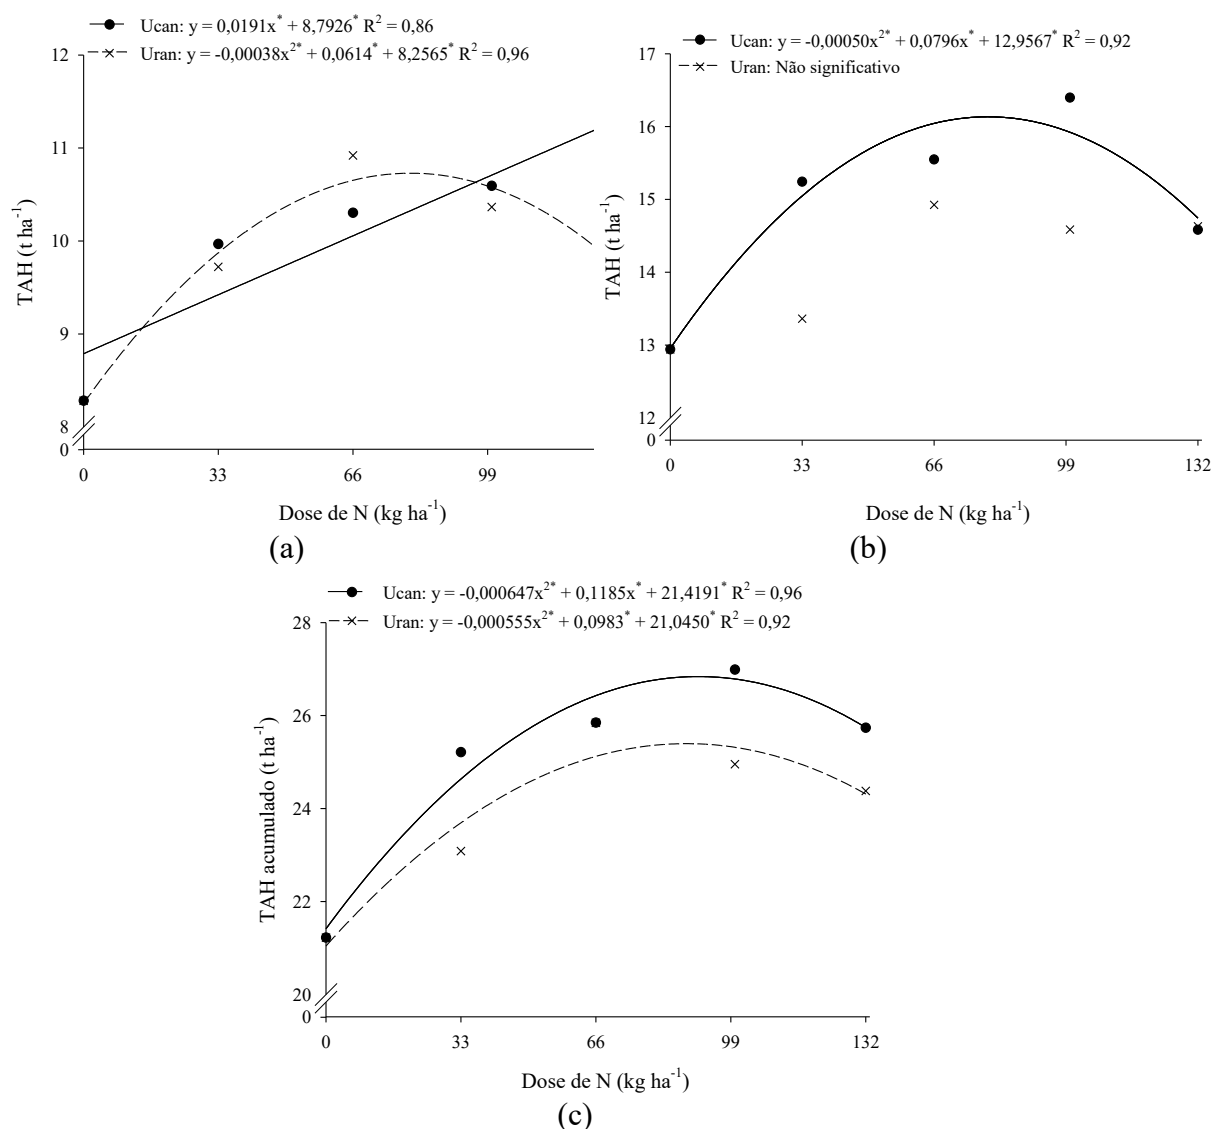 Ucan: y = 0,0191x* + 8,7926* R² = 0,86
Uran: y = -0,00038x²* + 0,0614* + 8,2565* R² = 0,96
12
11
10
9
8
0
TAH (t ha⁻¹)
0 33 66 99
Dose de N (kg ha⁻¹)
(a)
Ucan: y = -0,00050x²* + 0,0796x* + 12,9567* R² = 0,92
Uran: Não significativo
17
16
15
14
13
12
0
TAH (t ha⁻¹)
0 33 66 99 132
Dose de N (kg ha⁻¹)
(b)
Ucan: y = -0,000647x²* + 0,1185x* + 21,4191* R² = 0,96
Uran: y = -0,000555x²* + 0,0983* + 21,0450* R² = 0,92
28
26
24
22
20
0
TAH acumulado (t ha⁻¹)
0 33 66 99 132
Dose de N (kg ha⁻¹)
(c)